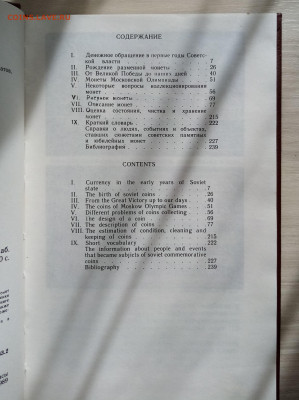 СОДЕРЖАНИЕ
I. Денежное обращение в первые годы Совет-
ской власти 7
II. Рождение разменной монеты 26
III. От Великой Победы до наших дней 40
IV. Монеты Московской Олимпиады 51
V. Некоторые вопросы коллекционирования
монет 56
VI. Рисунок монеты 69
VII. Описание монет 77
VIII. Оценка состояния, чистка и хранение
монет 215
IX. Краткий словарь 222
Справка о людях, событиях и объектах,
ставших сюжетами советских памятных
и юбилейных монет 227
Библиография 239
CONTENTS
I. Currency in the early years of Soviet
state 7
II. The birth of soviet coins 26
III. From the Great Victory up to our days 40
IV. The coins of Moskow Olympic Games 51
V. Different problems of coins collecting 56
VI. The design of a coin 69
VII. The description of coins 77
VIII. The estimation of condition, cleaning and
keeping of coins 215
IX. Short vocabulary 222
The information about people and events
that became subjects of soviet commemorative
coins 227
Bibliography 239
аб.
0 с.